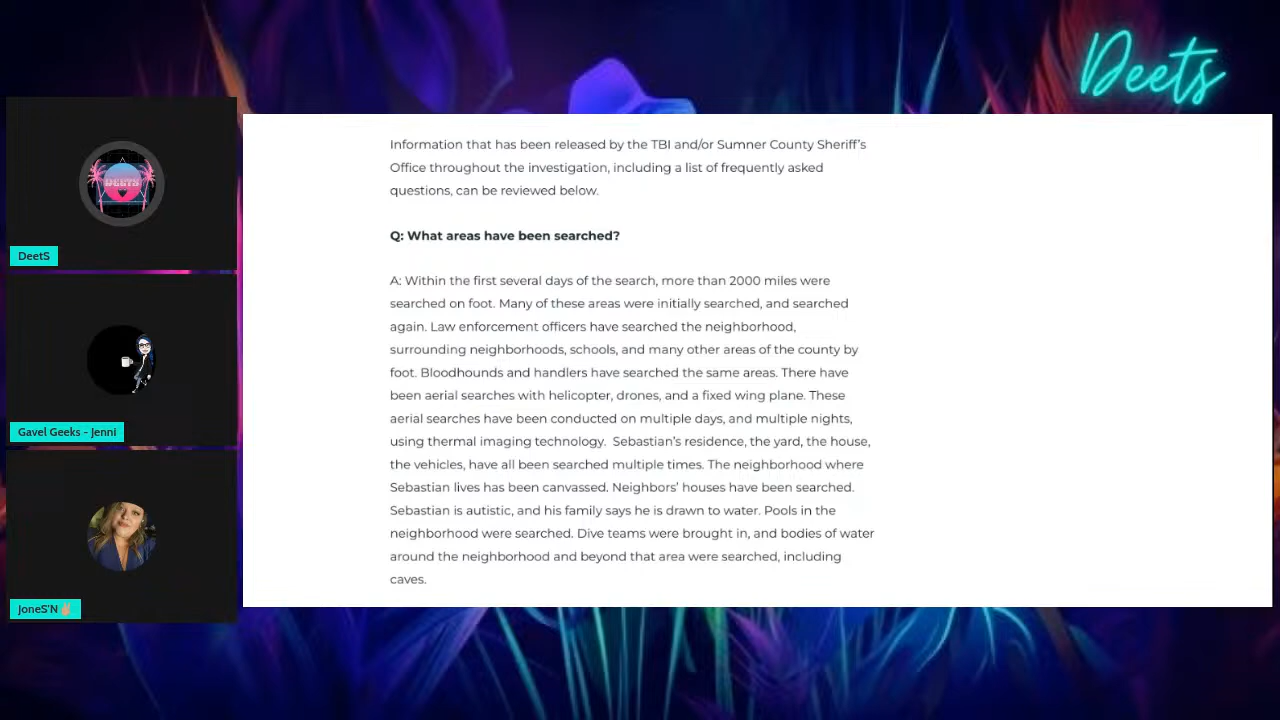 Deets
Information that has been released by the TBI and/or Sumner County Sheriff's
Office throughout the investigation, including a list of frequently asked
questions, can be reviewed below.
Q: What areas have been searched?
A: Within the first several days of the search, more than 2000 miles were
searched on foot. Many of these areas were initially searched, and searched
again. Law enforcement officers have searched the neighborhood,
surrounding neighborhoods, schools, and many other areas of the county by
foot. Bloodhounds and handlers have searched the same areas. There have
been aerial searches with helicopter, drones, and a fixed wing plane. These
aerial searches have been conducted on multiple days, and multiple nights,
using thermal imaging technology.  Sebastian's residence, the yard, the house,
the vehicles, have all been searched multiple times. The neighborhood where
Sebastian lives has been canvassed. Neighbors' houses have been searched.
Sebastian is autistic, and his family says he is drawn to water. Pools in the
neighborhood were searched. Dive teams were brought in, and bodies of water
around the neighborhood and beyond that area were searched, including
caves.
DEETS
DeetS
Gavel Geeks - Jenni
JoneS'N ✌🏼